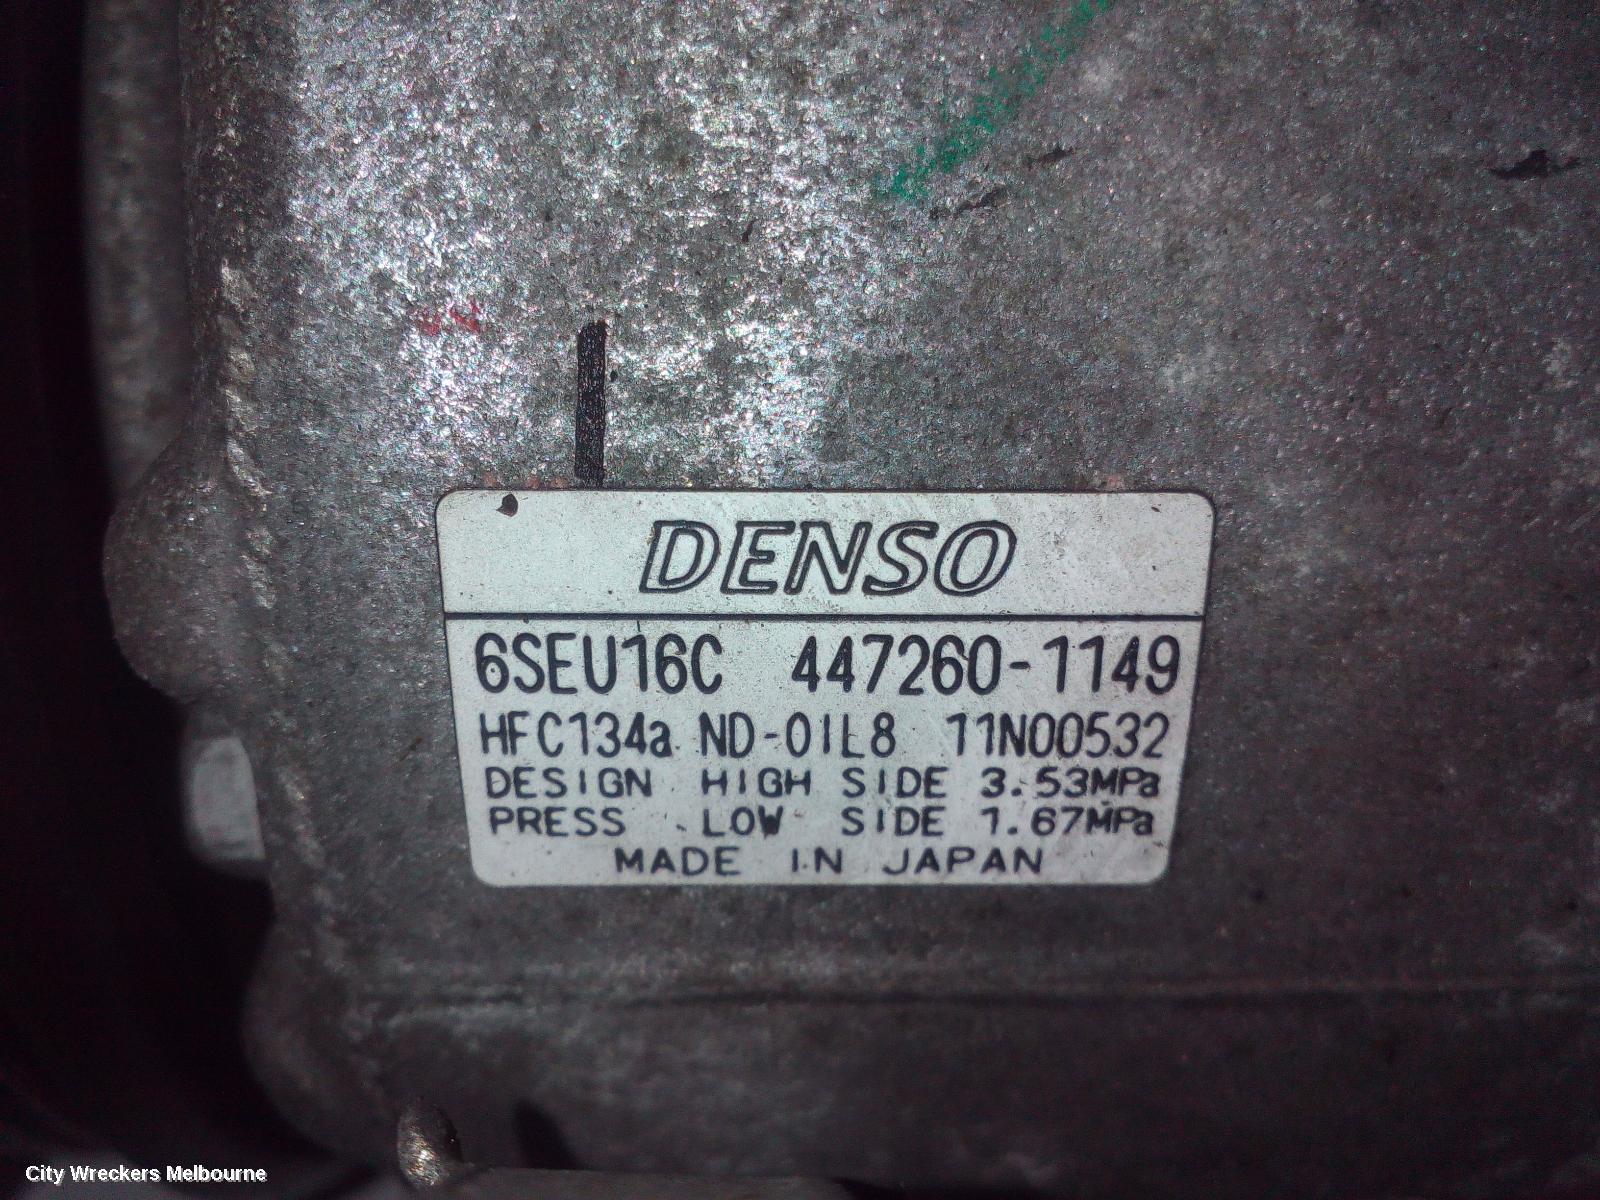 DENSO
6SEU16C 447260-1149
HFC134a ND-OIL8 11N00532
DESIGN HIGH SIDE 3.53MPa
PRESS LOW SIDE 1.67MPa
MADE IN JAPAN
City Wreckers Melbourne